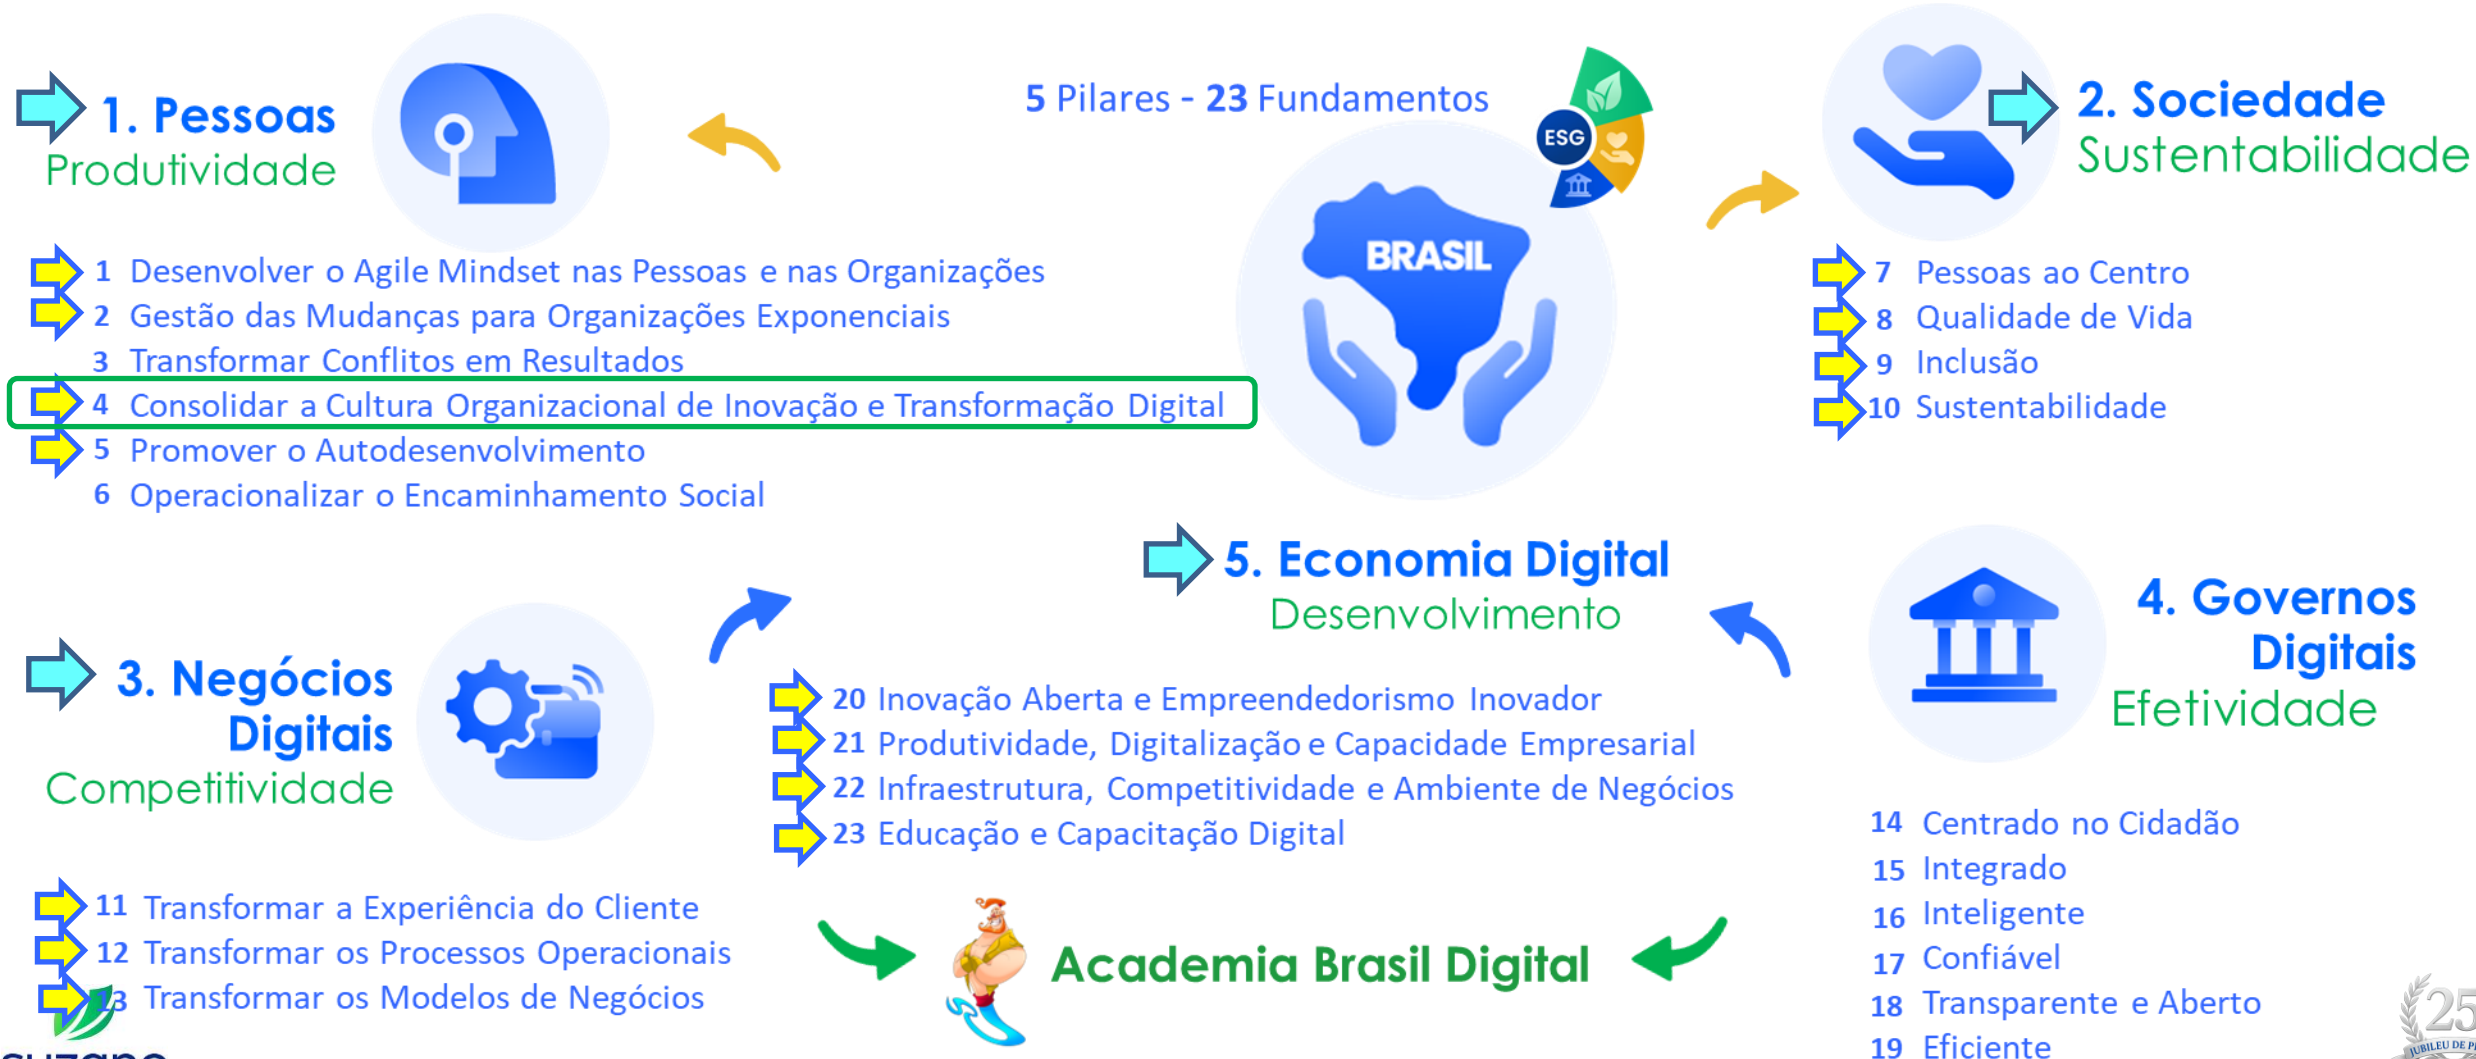 5 Pilares - 23 Fundamentos
ESG
BRASIL
1. Pessoas
Produtividade
1 Desenvolver o Agile Mindset nas Pessoas e nas Organizações
2 Gestão das Mudanças para Organizações Exponenciais
3 Transformar Conflitos em Resultados
4 Consolidar a Cultura Organizacional de Inovação e Transformação Digital
5 Promover o Autodesenvolvimento
6 Operacionalizar o Encaminhamento Social
2. Sociedade
Sustentabilidade
7 Pessoas ao Centro
8 Qualidade de Vida
9 Inclusão
10 Sustentabilidade
3. Negócios
Digitais
Competitividade
11 Transformar a Experiência do Cliente
12 Transformar os Processos Operacionais
13 Transformar os Modelos de Negócios
5. Economia Digital
Desenvolvimento
20 Inovação Aberta e Empreendedorismo Inovador
21 Produtividade, Digitalização e Capacidade Empresarial
22 Infraestrutura, Competitividade e Ambiente de Negócios
23 Educação e Capacitação Digital
4. Governos
Digitais
Efetividade
14 Centrado no Cidadão
15 Integrado
16 Inteligente
17 Confiável
18 Transparente e Aberto
19 Eficiente
Academia Brasil Digital
25
JUBILEU DE